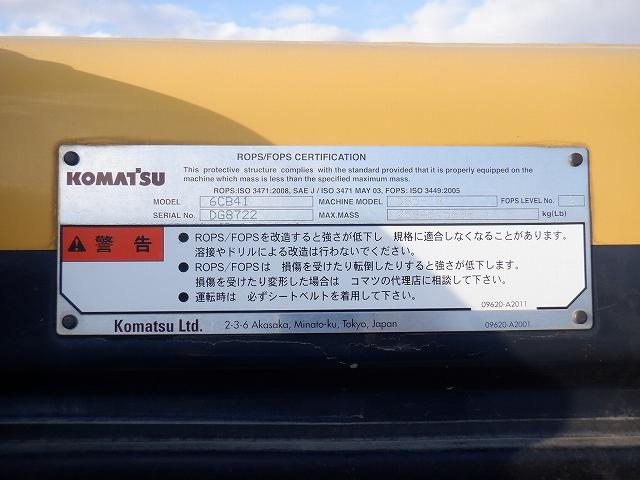 ROPS/FOPS CERTIFICATION
KOMATSU
This protective structure complies with the standard provided that it is properly equipped on the
machine which mass is less than the specified maximum mass.
ROPS:ISO 3471:2008, SAE J / ISO 3471 MAY 03, FOPS: ISO 3449:2005
MODEL 6CB41 MACHINE MODEL FOPS LEVEL NO.
SERIAL NO. DG8722 MAX.MASS kg(Lb)
警告
● ROPS/FOPSを改造すると強さが低下し 規格に適合しなくなることがあります。
溶接やドリルによる改造は行わないでください。
● ROPS/FOPSは 損傷を受けたり転倒したりすると強さが低下します。
損傷を受けたり変形した場合は コマツの代理店に相談して下さい。
● 運転時は 必ずシートベルトを着用して下さい。
09620-A2011
Komatsu Ltd. 2-3-6 Akasaka, Minato-ku, Tokyo, Japan 09620-A2001